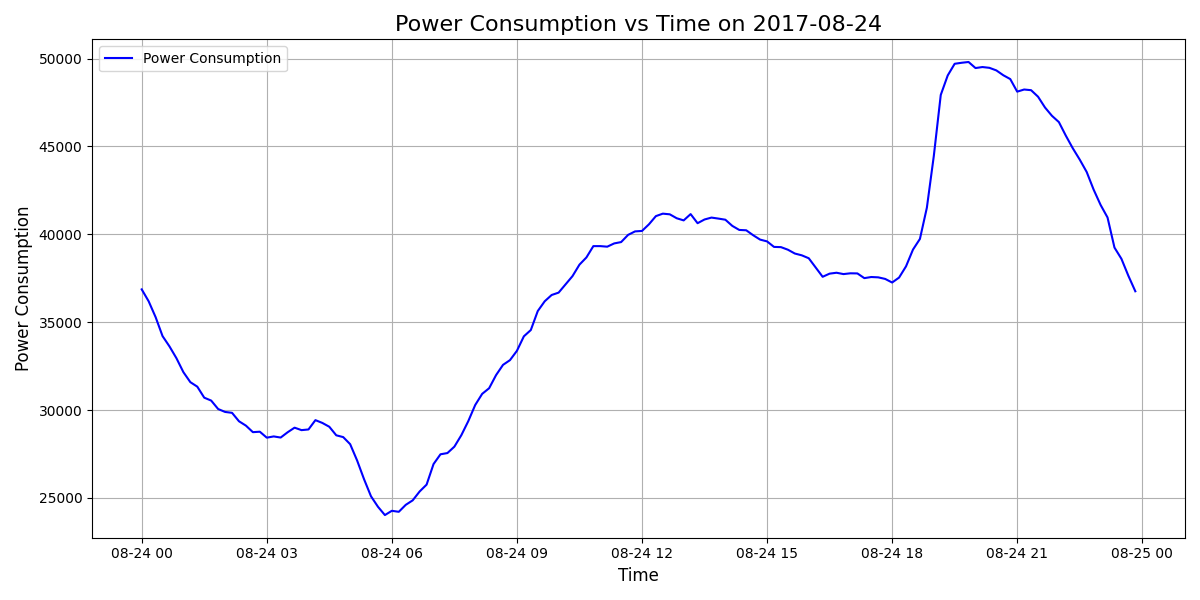 Power Consumption vs Time on 2017-08-24
Power Consumption
50000
45000
40000
35000
30000
25000
Power Consumption
08-24 00 08-24 03 08-24 06 08-24 09 08-24 12 08-24 15 08-24 18 08-24 21 08-25 00
Time